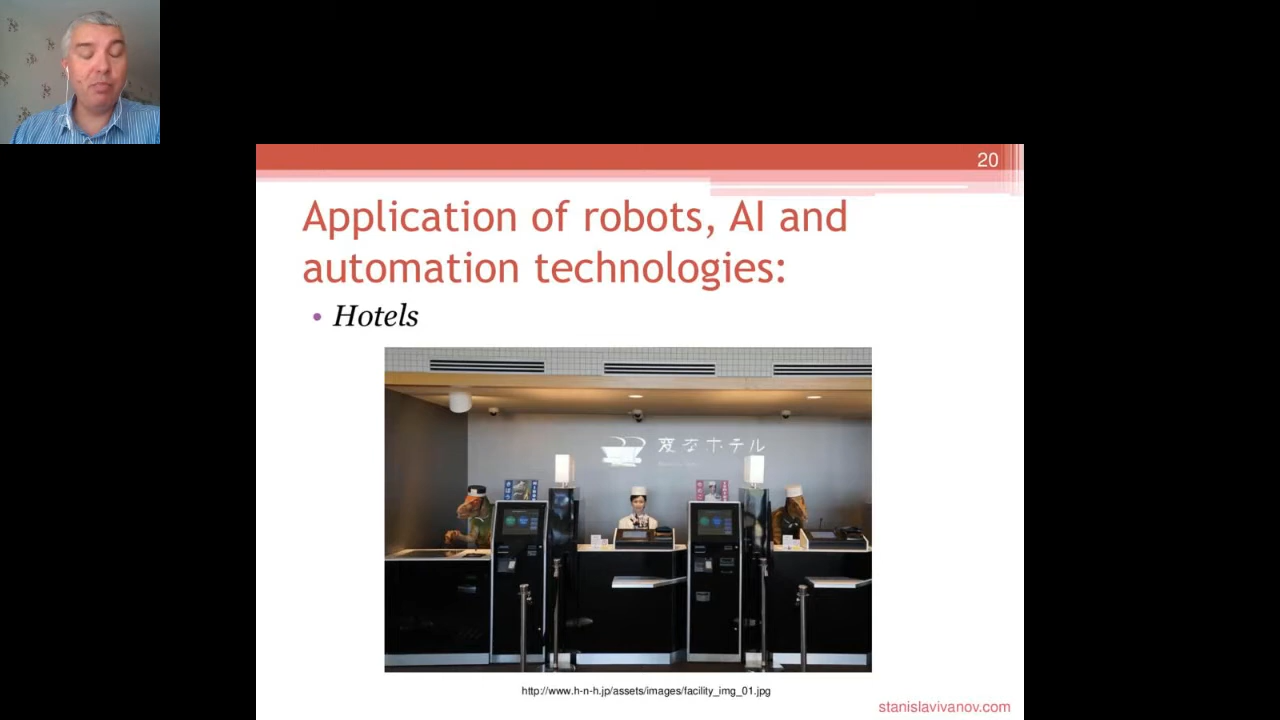 20
Application of robots, AI and
automation technologies:
• Hotels
変なホテル
http://www.h-n-h.jp/assets/images/facility_img_01.jpg
stanislavivanov.com